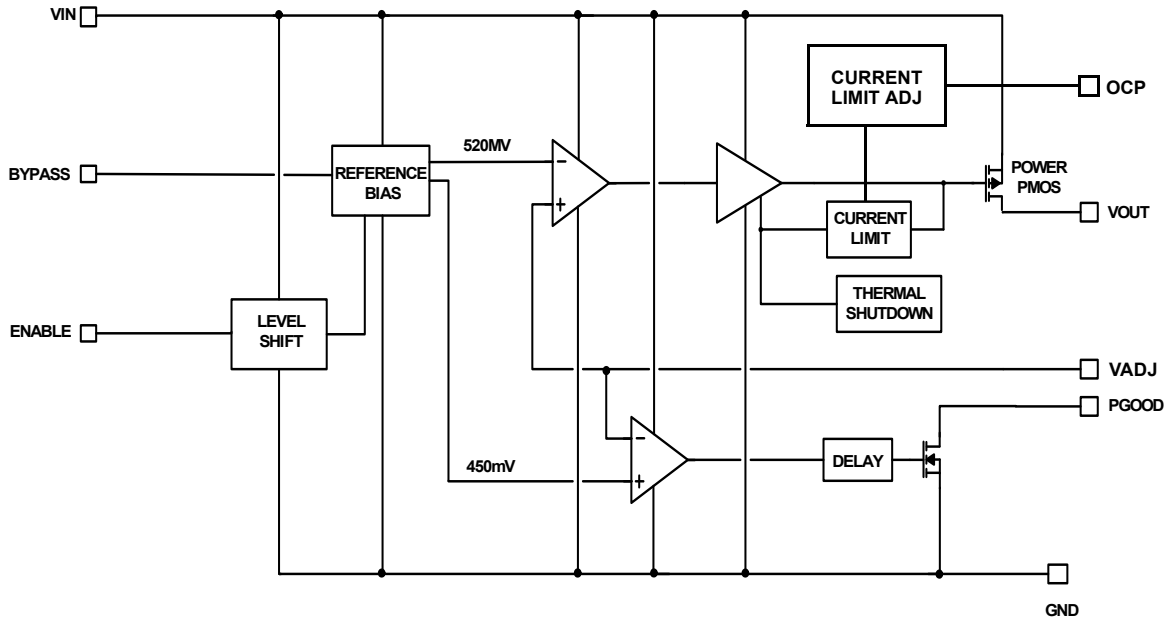 VIN
CURRENT
LIMIT ADJ
OCP
520MV
−
BYPASS
REFERENCE
BIAS
POWER
PMOS
+
CURRENT
LIMIT
VOUT
THERMAL
SHUTDOWN
ENABLE
LEVEL
SHIFT
VADJ
PGOOD
−
450mV
+
DELAY
GND